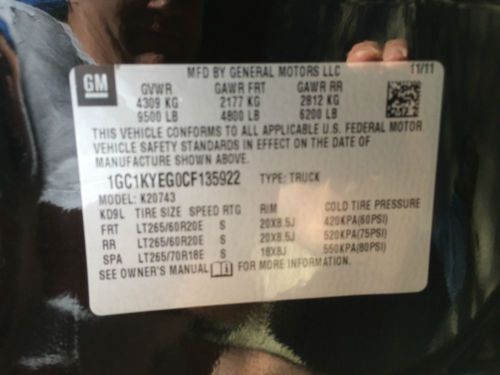 GM
MFD BY GENERAL MOTORS LLC 11/11
GVWR GAWR FRT GAWR RR
4309 KG 2177 KG 2812 KG
9500 LB 4800 LB 6200 LB
THIS VEHICLE CONFORMS TO ALL APPLICABLE U.S. FEDERAL MOTOR
VEHICLE SAFETY STANDARDS IN EFFECT ON THE DATE OF
MANUFACTURE SHOWN ABOVE.
1GC1KYEG0CF135922 TYPE: TRUCK
MODEL: K20743
KD9L TIRE SIZE SPEED RTG RIM COLD TIRE PRESSURE
FRT LT265/60R20E S 20X8.5J 420KPA(60PSI)
RR LT265/60R20E S 20X8.5J 520KPA(75PSI)
SPA LT265/70R18E S 18X8J 550KPA(80PSI)
SEE OWNER'S MANUAL FOR MORE INFORMATION.